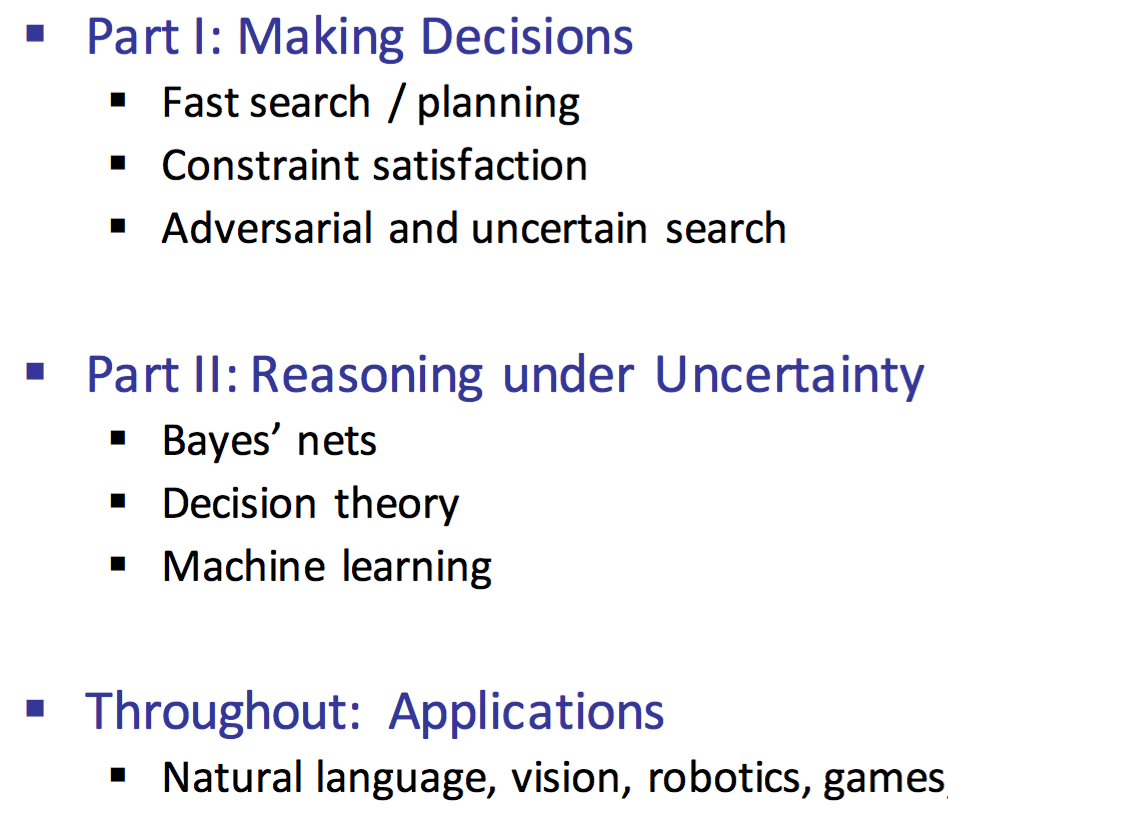 ▪ Part I: Making Decisions
▪ Fast search / planning
▪ Constraint satisfaction
▪ Adversarial and uncertain search
▪ Part II: Reasoning under Uncertainty
▪ Bayes’ nets
▪ Decision theory
▪ Machine learning
▪ Throughout:  Applications
▪ Natural language, vision, robotics, games,